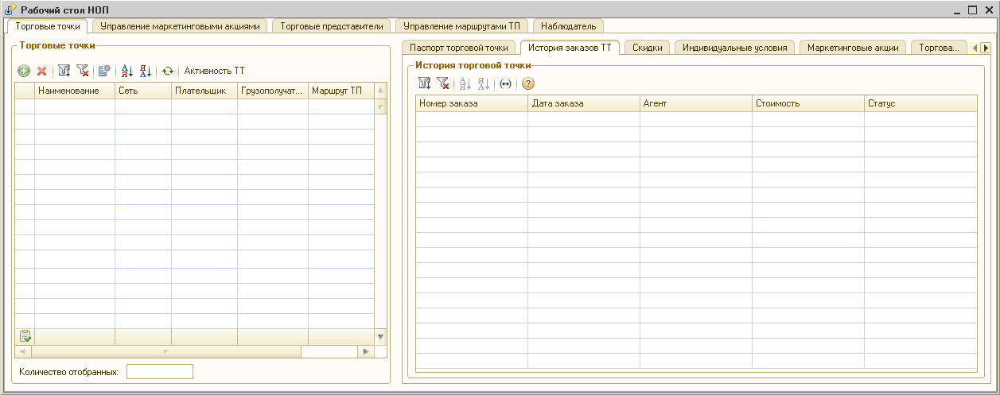 Рабочий стол НОП
Торговые точки Управление маркетинговыми акциями Торговые представители Управление маршрутами ТП Наблюдатель
Торговые точки
Активность ТТ
Наименование Сеть Плательщик Грузополучат... Маршрут ТП
Количество отобранных:
Паспорт торговой точки История заказов ТТ Скидки Индивидуальные условия Маркетинговые акции Торгова...
История торговой точки
Номер заказа Дата заказа Агент Стоимость Статус